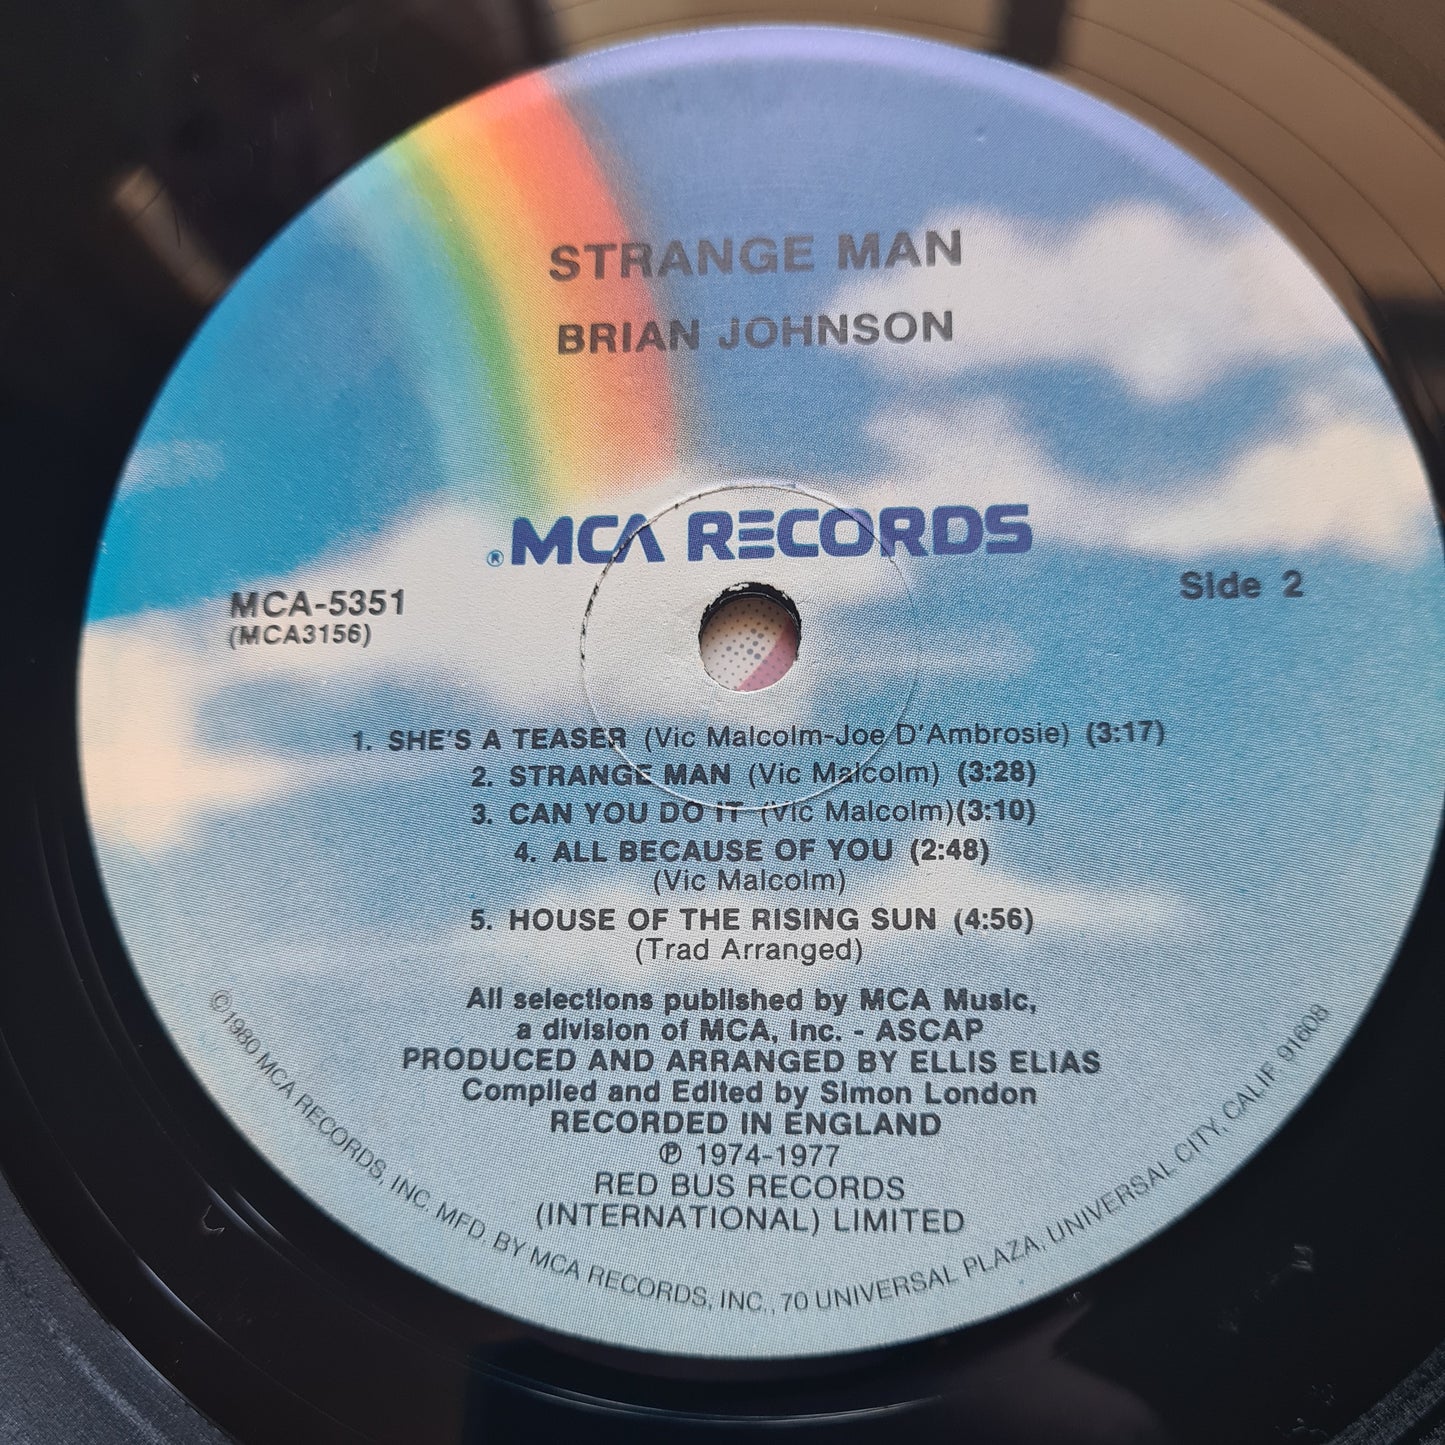 STRANGE MAN
BRIAN JOHNSON
® MCA RECORDS
MCA-5351
(MCA3156)
Side 2
1. SHE'S A TEASER (Vic Malcolm-Joe D'Ambrosie) (3:17)
2. STRANGE MAN (Vic Malcolm) (3:28)
3. CAN YOU DO IT (Vic Malcolm)(3:10)
4. ALL BECAUSE OF YOU (2:48)
(Vic Malcolm)
5. HOUSE OF THE RISING SUN (4:56)
(Trad Arranged)
All selections published by MCA Music,
a division of MCA, Inc. - ASCAP
PRODUCED AND ARRANGED BY ELLIS ELIAS
Compiled and Edited by Simon London
RECORDED IN ENGLAND
℗ 1974-1977
RED BUS RECORDS
(INTERNATIONAL) LIMITED
©1980 MCA RECORDS, INC. MFD. BY MCA RECORDS, INC., 70 UNIVERSAL PLAZA, UNIVERSAL CITY, CALIF 91608